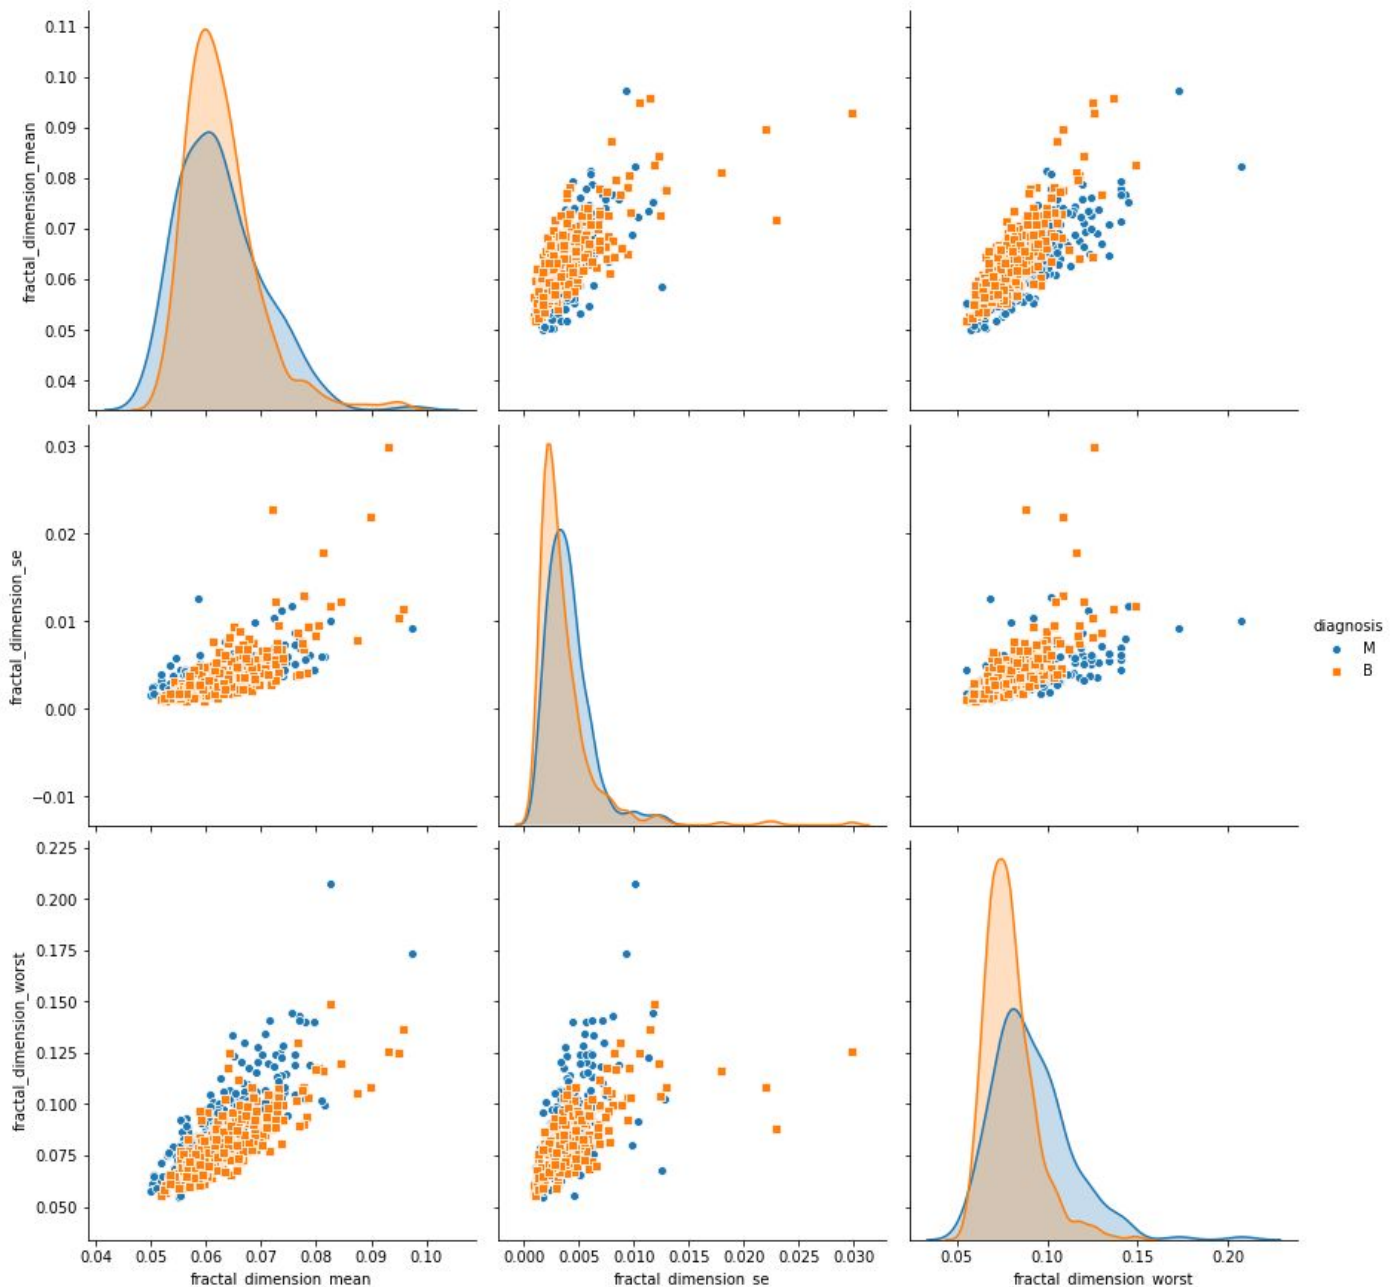 0.11
0.10
0.09
0.08
0.07
0.06
0.05
0.04
fractal_dimension_mean
0.03
0.02
0.01
0.00
−0.01
fractal_dimension_se
diagnosis
M
B
0.225
0.200
0.175
0.150
0.125
0.100
0.075
0.050
fractal_dimension_worst
0.04 0.05 0.06 0.07 0.08 0.09 0.10
0.000 0.005 0.010 0.015 0.020 0.025 0.030
0.05 0.10 0.15 0.20
fractal_dimension_mean
fractal_dimension_se
fractal_dimension_worst